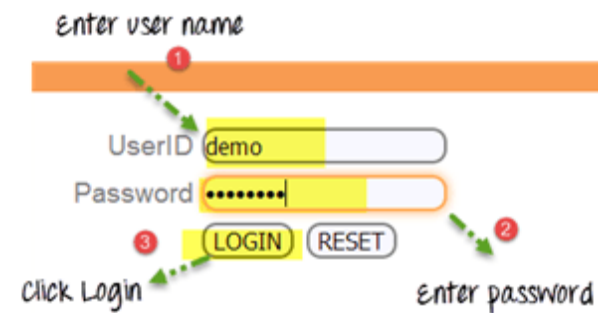 Enter user name
1
UserID demo
Password ••••••••
2
3 LOGIN RESET
Click Login
Enter password